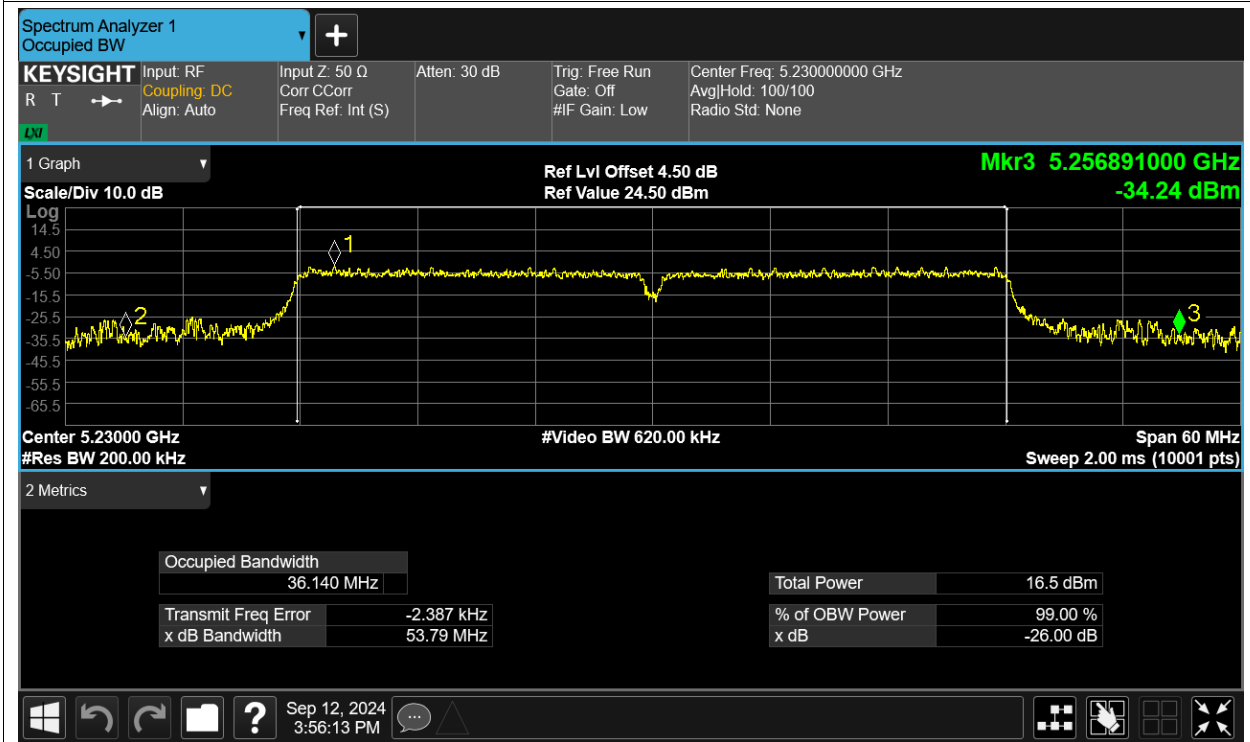 Spectrum Analyzer 1
Occupied BW
+
KEYSIGHT
R T
LXI
Input: RF
Coupling: DC
Align: Auto
Input Z: 50 Ω
Corr CCorr
Freq Ref: Int (S)
Atten: 30 dB
Trig: Free Run
Gate: Off
#IF Gain: Low
Center Freq: 5.230000000 GHz
Avg|Hold: 100/100
Radio Std: None
1 Graph
Scale/Div 10.0 dB
Ref Lvl Offset 4.50 dB
Ref Value 24.50 dBm
Mkr3 5.256891000 GHz
-34.24 dBm
Log
14.5
4.50
-5.50
-15.5
-25.5
-35.5
-45.5
-55.5
-65.5
1
2
3
Center 5.23000 GHz
#Video BW 620.00 kHz
Span 60 MHz
#Res BW 200.00 kHz
Sweep 2.00 ms (10001 pts)
2 Metrics
Occupied Bandwidth
36.140 MHz
Total Power 16.5 dBm
Transmit Freq Error -2.387 kHz
% of OBW Power 99.00 %
x dB Bandwidth 53.79 MHz
x dB -26.00 dB
?
Sep 12, 2024
3:56:13 PM